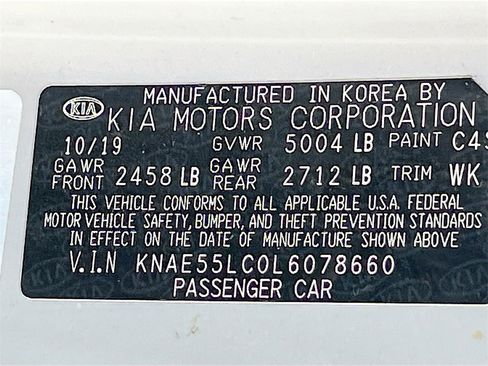 MANUFACTURED IN KOREA BY
KIA KIA MOTORS CORPORATION
10/19 GVWR 5004 LB PAINT C4S
GAWR FRONT 2458 LB GAWR REAR 2712 LB TRIM WK
THIS VEHICLE CONFORMS TO ALL APPLICABLE U.S.A. FEDERAL
MOTOR VEHICLE SAFETY, BUMPER, AND THEFT PREVENTION STANDARDS
IN EFFECT ON THE DATE OF MANUFACTURE SHOWN ABOVE
V.I.N KNAE55LC0L6078660
PASSENGER CAR